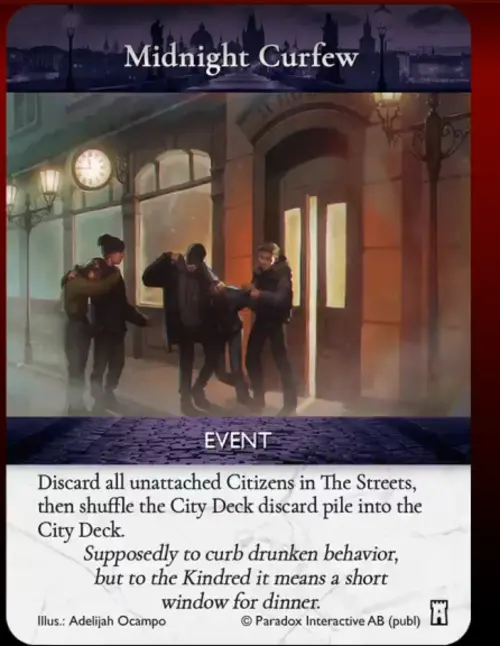 Midnight Curfew
EVENT
Discard all unattached Citizens in The Streets,
then shuffle the City Deck discard pile into the
City Deck.
Supposedly to curb drunken behavior,
but to the Kindred it means a short
window for dinner.
Illus.: Adelijah Ocampo © Paradox Interactive AB (publ)